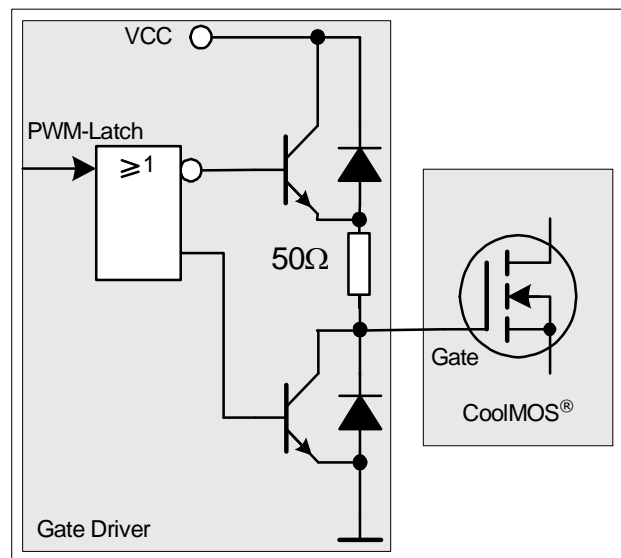 VCC
PWM-Latch
≥1
50Ω
Gate
CoolMOS®
Gate Driver